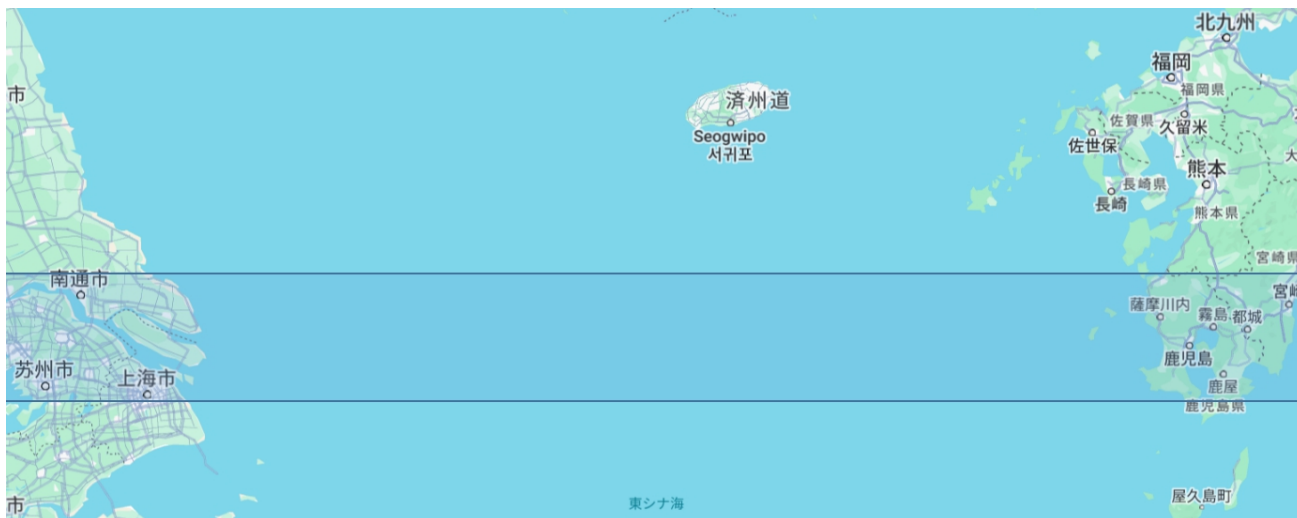 北九州
福岡
市
済州道
福岡県
佐賀県
久留米
Seogwipo
서귀포
佐世保
大
熊本
長崎県
長崎
熊本県
宮崎県
南通市
宮崎
薩摩川内
霧島
都城
鹿児島
苏州市
上海市
鹿屋
鹿児島県
屋久島町
東シナ海
市